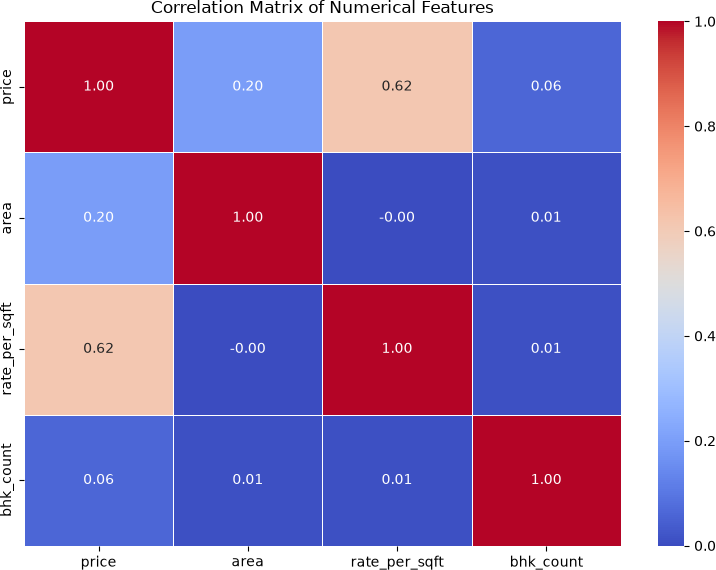 Correlation Matrix of Numerical Features
price
1.00
0.20
0.62
0.06
area
0.20
1.00
-0.00
0.01
rate_per_sqft
0.62
-0.00
1.00
0.01
bhk_count
0.06
0.01
0.01
1.00
price
area
rate_per_sqft
bhk_count
1.0
0.8
0.6
0.4
0.2
0.0